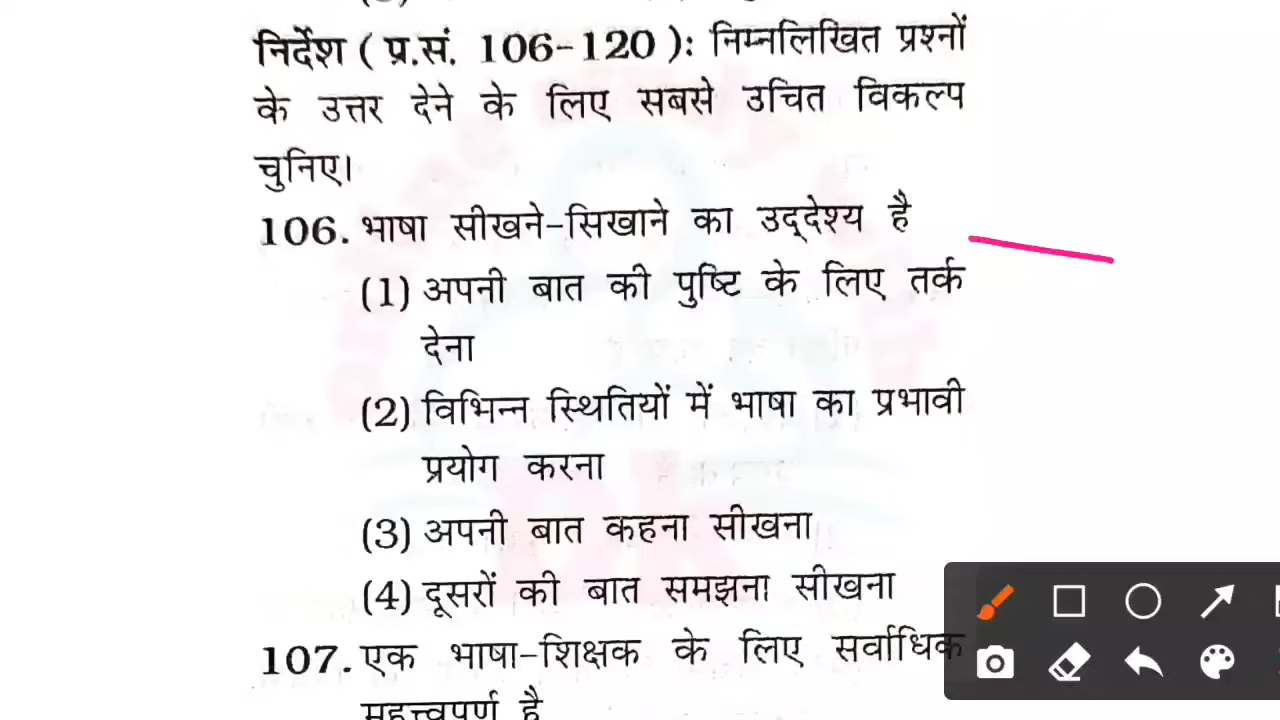 निर्देश ( प्र.सं. 106-120 ): निम्नलिखित प्रश्नों
के उत्तर देने के लिए सबसे उचित विकल्प
चुनिए।
106. भाषा सीखने-सिखाने का उद्देश्य है
(1) अपनी बात की पुष्टि के लिए तर्क
देना
(2) विभिन्न स्थितियों में भाषा का प्रभावी
प्रयोग करना
(3) अपनी बात कहना सीखना
(4) दूसरों की बात समझना सीखना
107. एक भाषा-शिक्षक के लिए सर्वाधिक
महत्त्वपूर्ण है